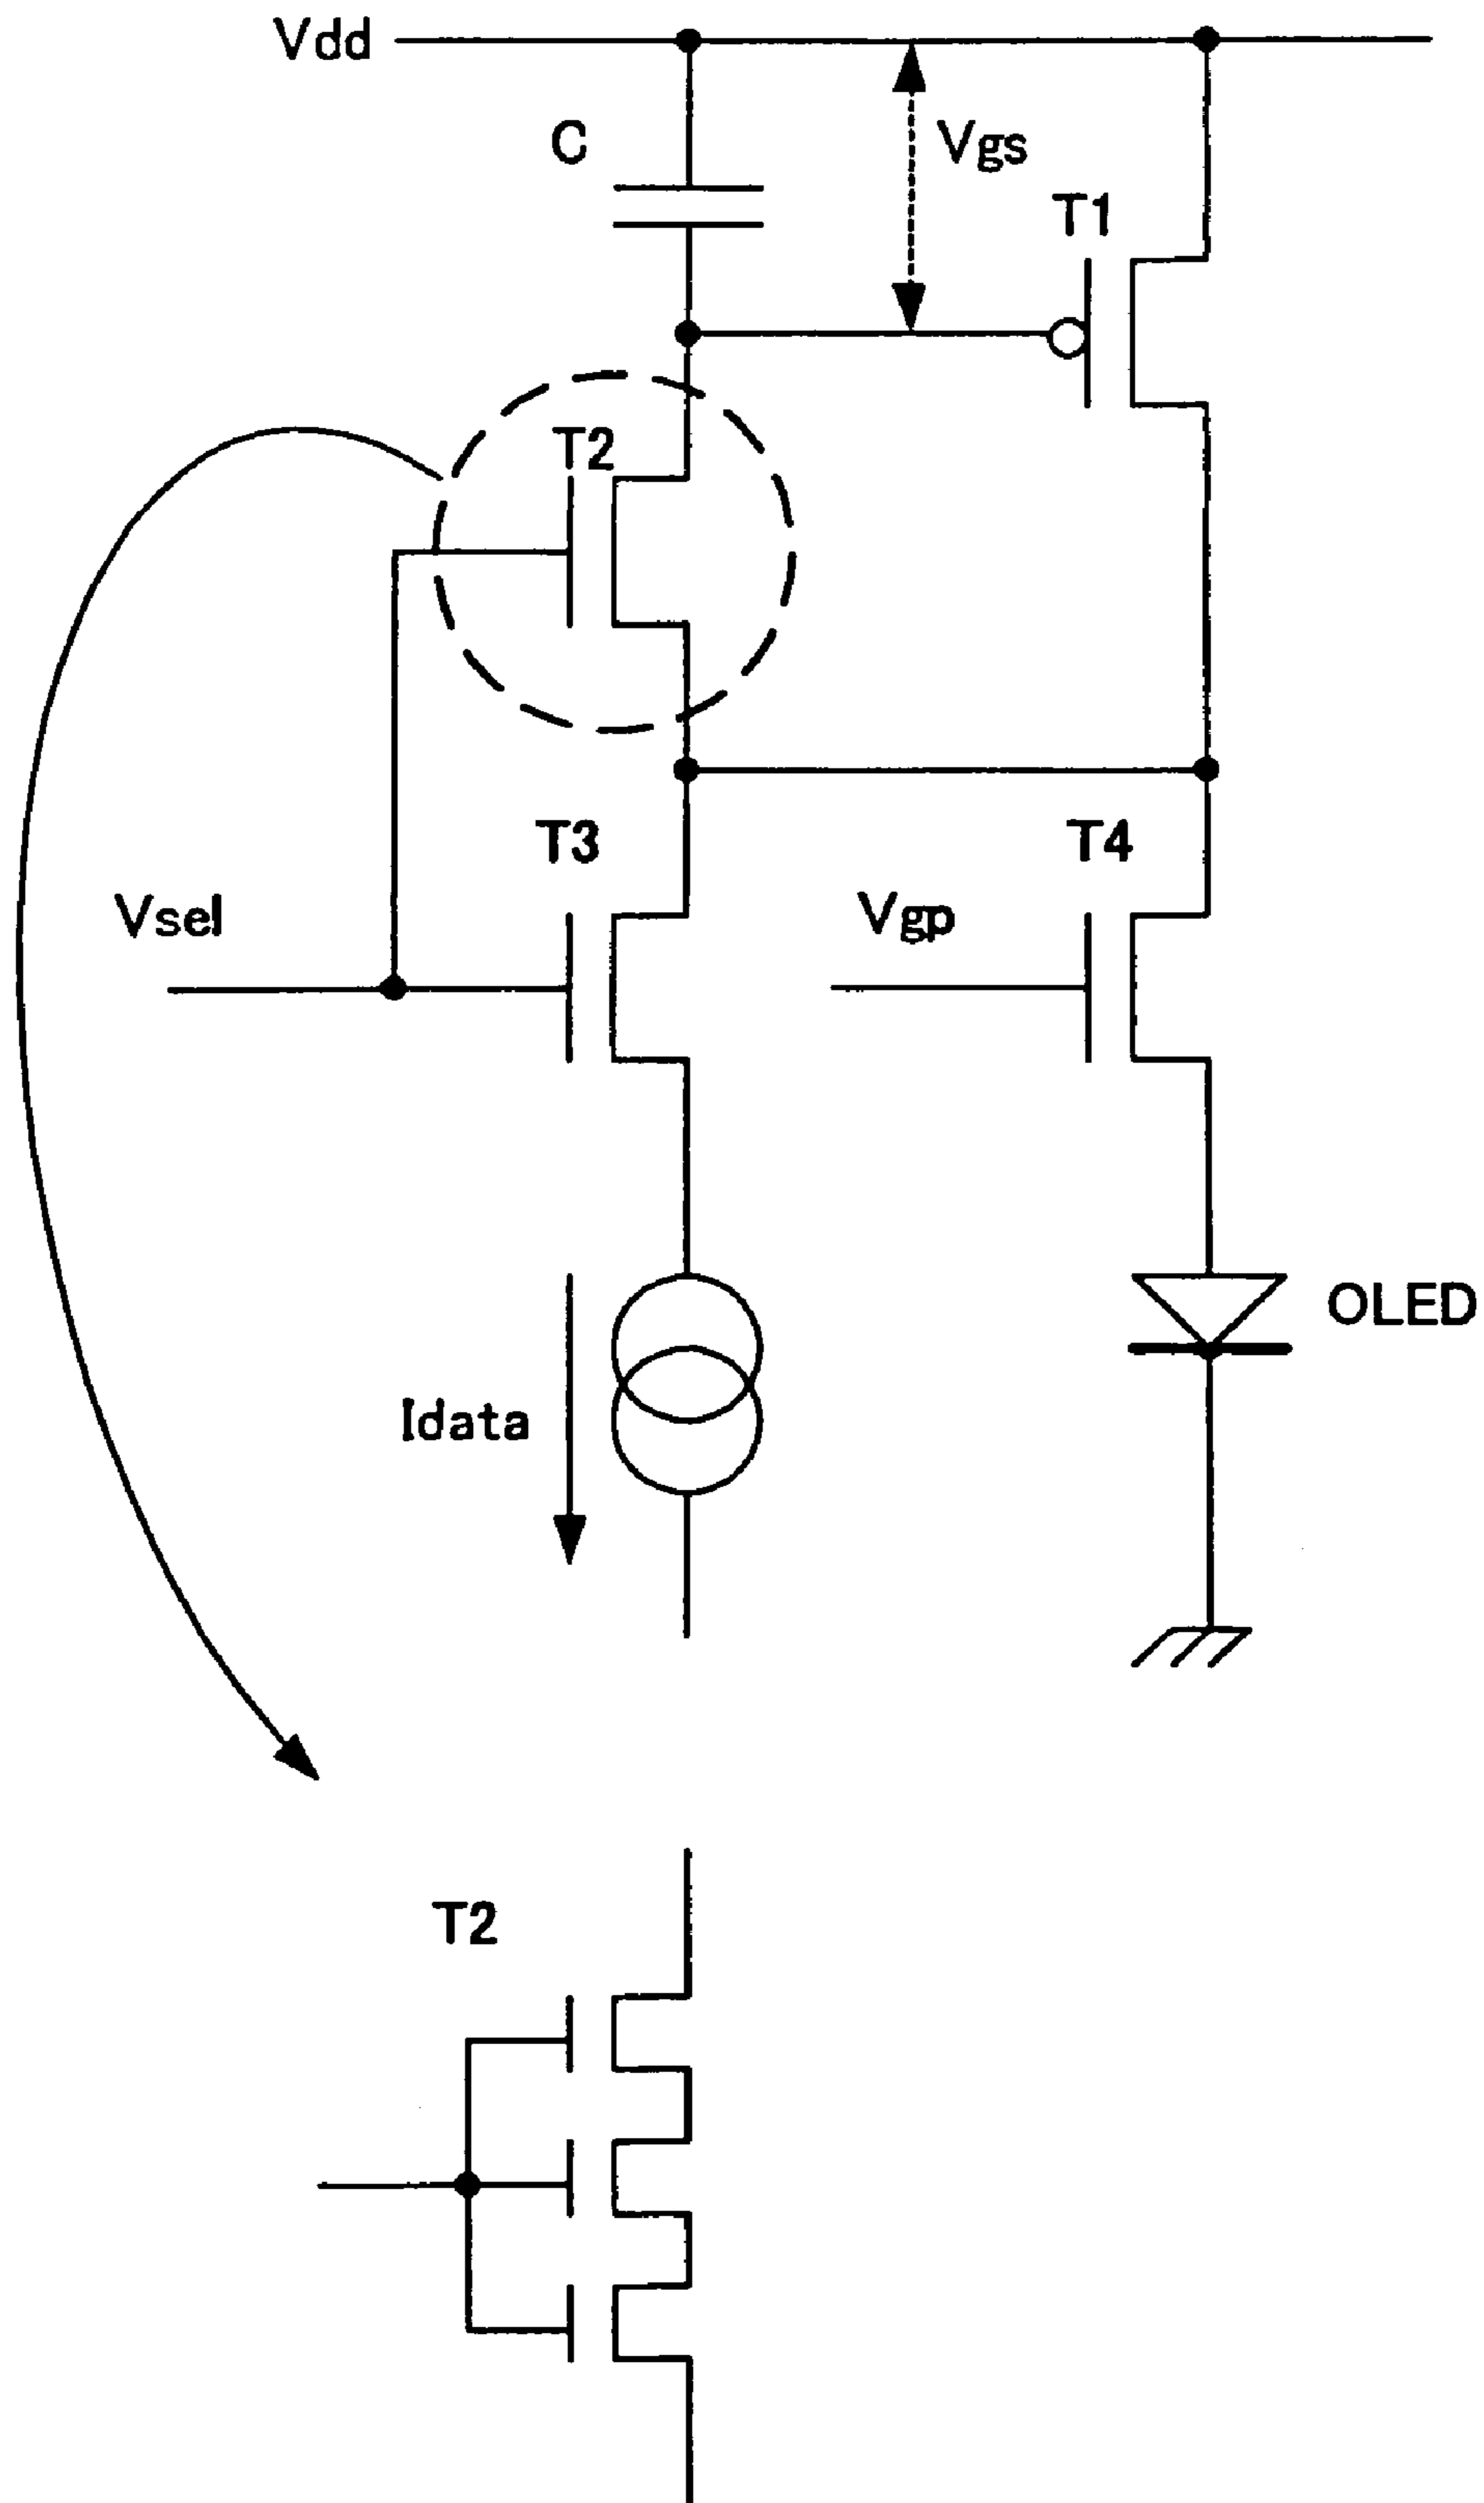 Vdd
C
Vgs
T1
T2
T3
T4
Vsel
Vgp
OLED
Idata
T2